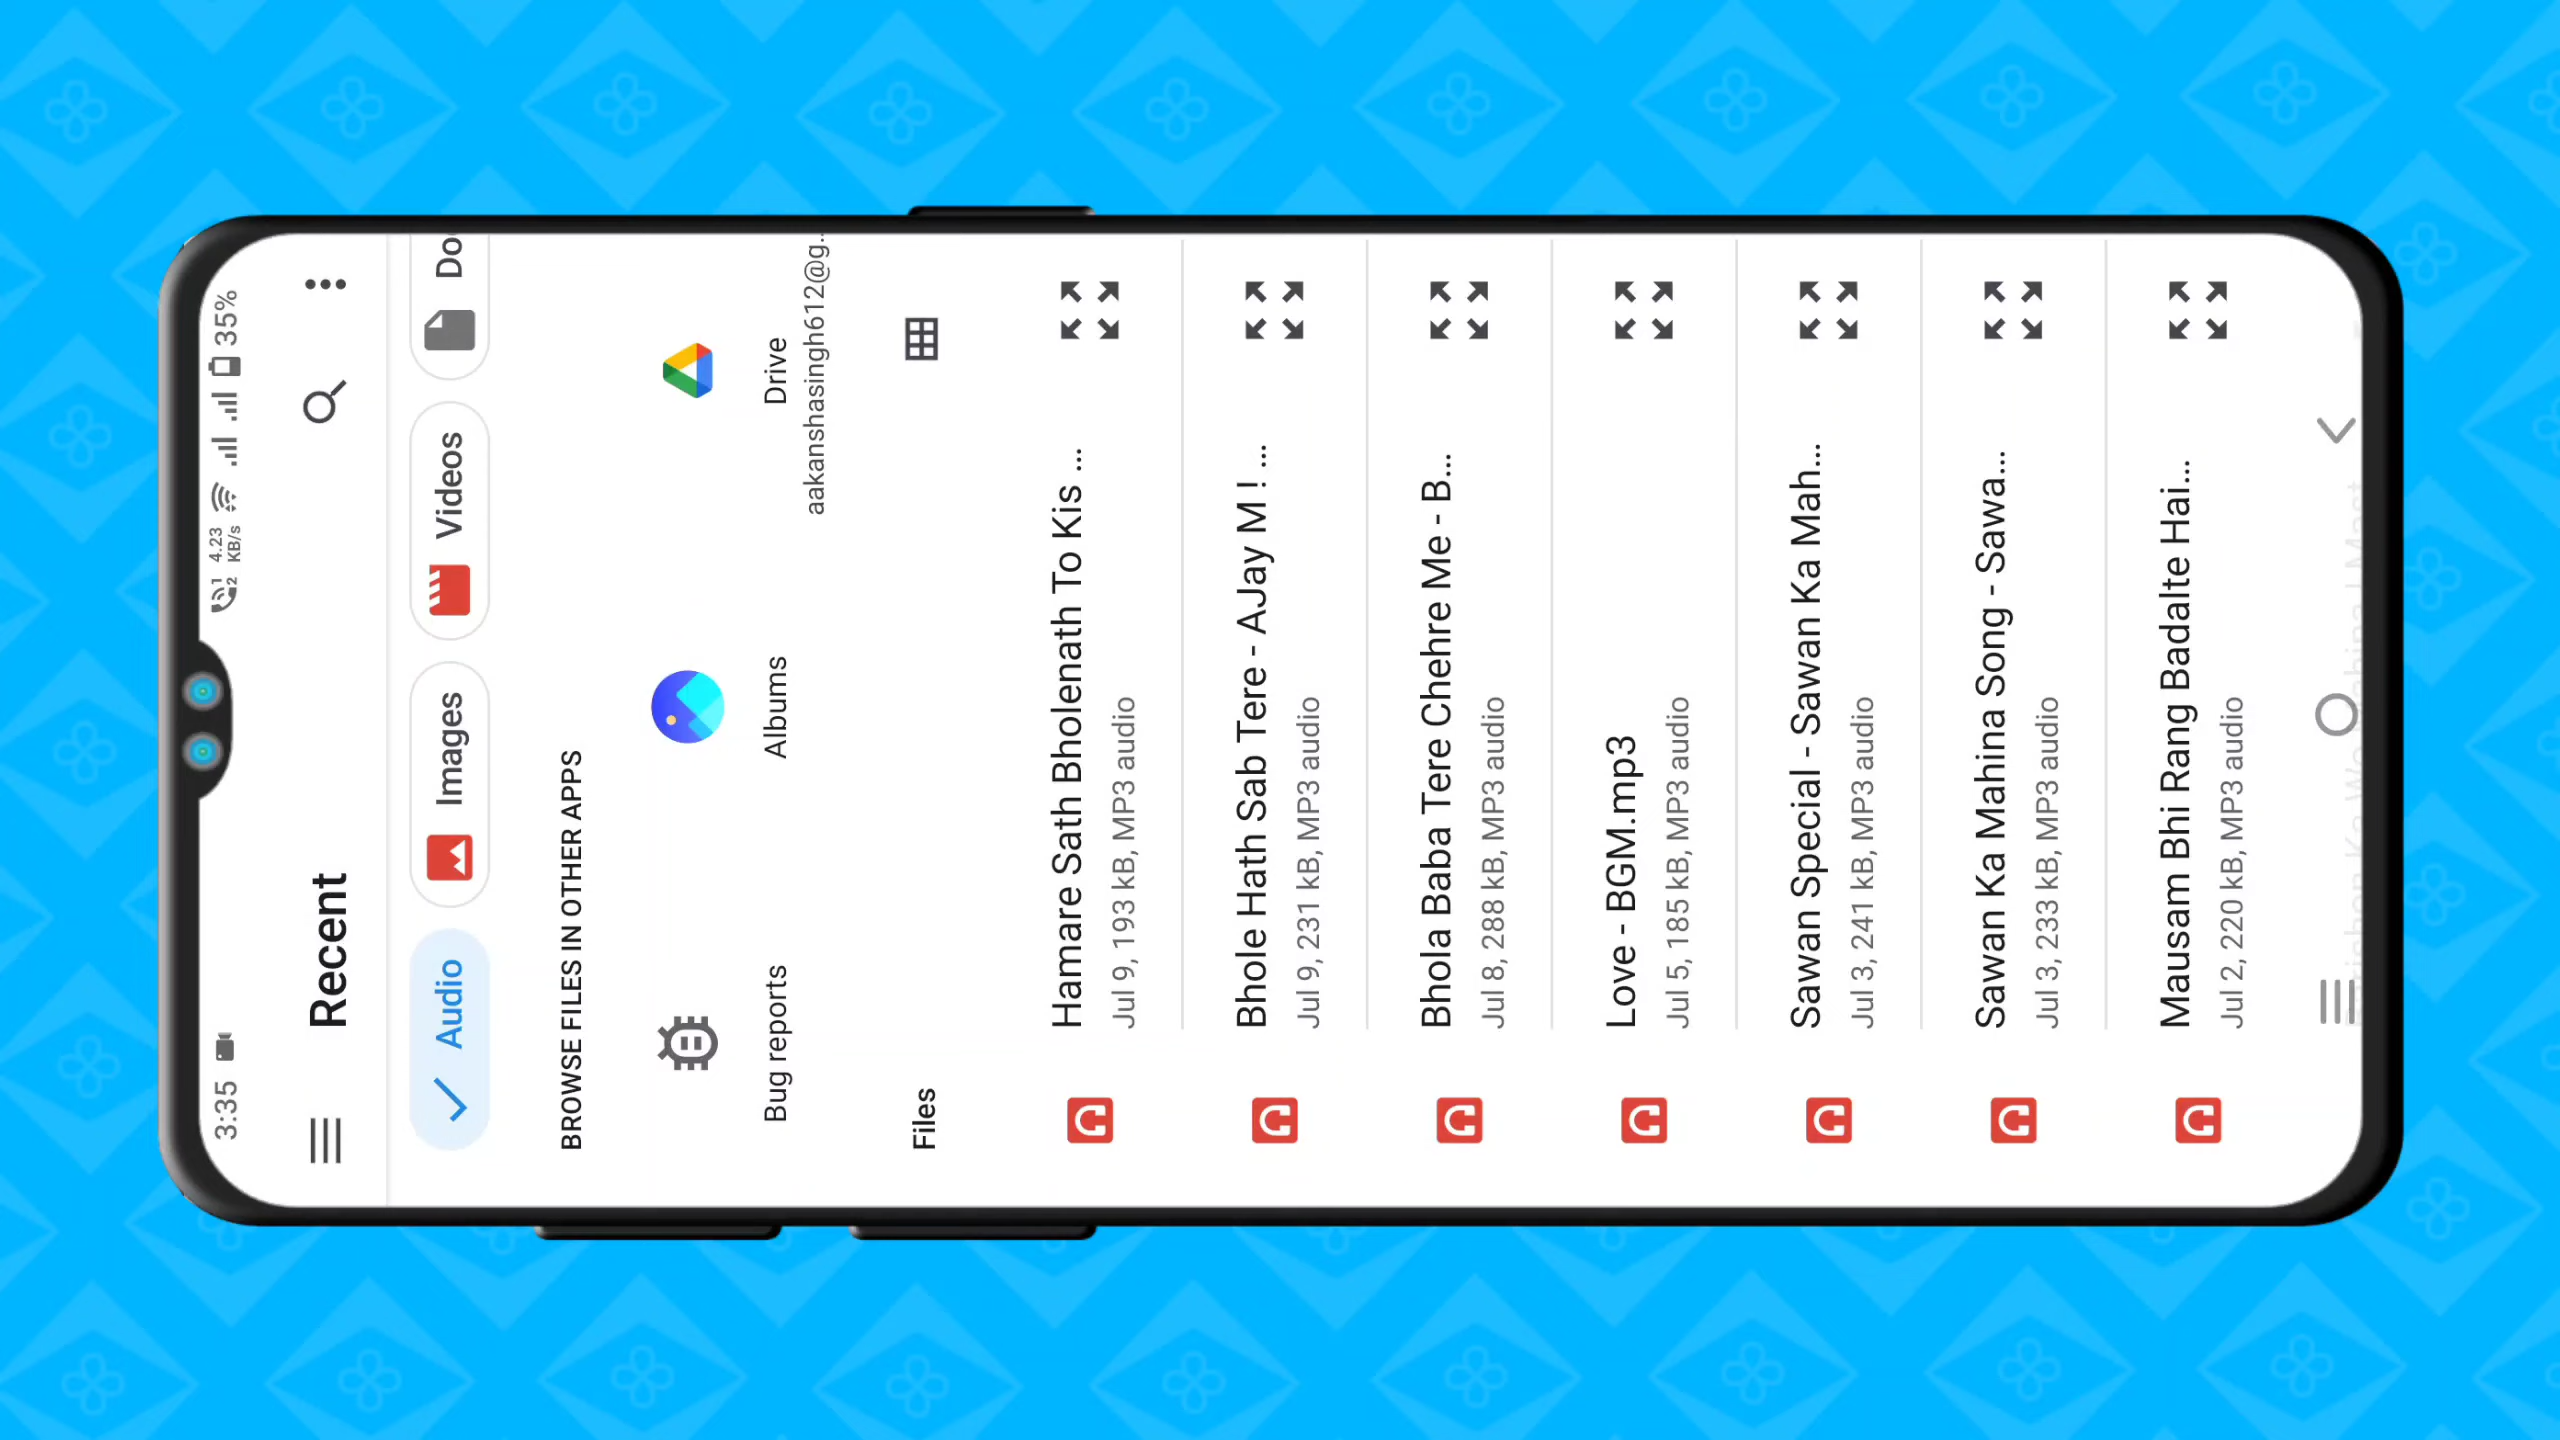 3:35
1 2
4.23 KB/s
35%
Recent
Audio
Images
Videos
Do
BROWSE FILES IN OTHER APPS
Bug reports
Albums
Drive
aakanshasingh612@g..
Files
Hamare Sath Bholenath To Kis ...
Jul 9, 193 kB, MP3 audio
Bhole Hath Sab Tere - AJay M ! ...
Jul 9, 231 kB, MP3 audio
Bhola Baba Tere Chehre Me - B...
Jul 8, 288 kB, MP3 audio
Love - BGM.mp3
Jul 5, 185 kB, MP3 audio
Sawan Special - Sawan Ka Mah...
Jul 3, 241 kB, MP3 audio
Sawan Ka Mahina Song - Sawa...
Jul 3, 233 kB, MP3 audio
Mausam Bhi Rang Badalte Hai...
Jul 2, 220 kB, MP3 audio